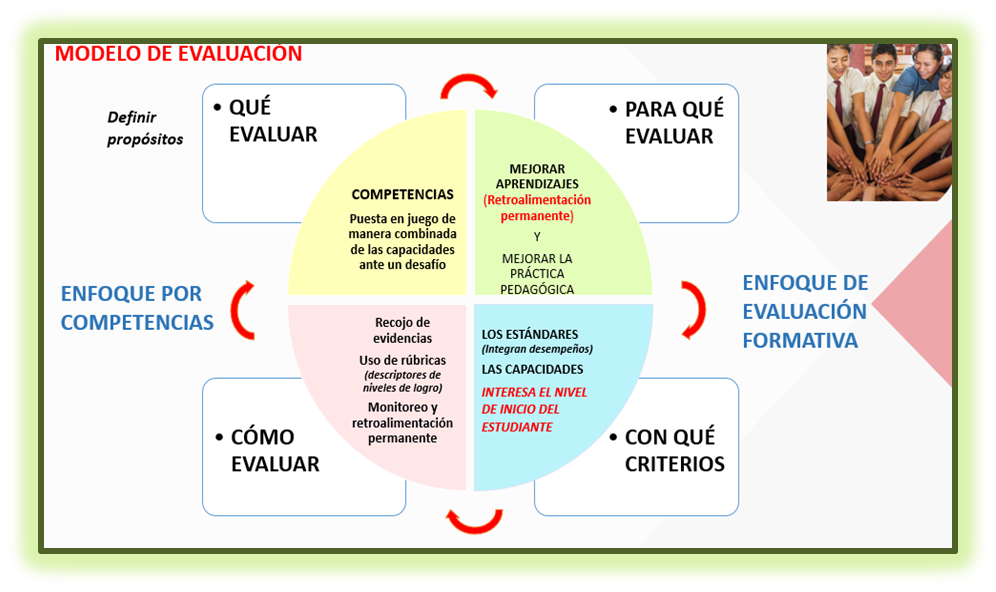 MODELO DE EVALUACIÓN
Definir
propósitos
• QUÉ
EVALUAR
• PARA QUÉ
EVALUAR
COMPETENCIAS
Puesta en juego de
manera combinada
de las capacidades
ante un desafío
MEJORAR
APRENDIZAJES
(Retroalimentación
permanente)
Y
MEJORAR LA
PRÁCTICA
PEDAGÓGICA
ENFOQUE POR
COMPETENCIAS
ENFOQUE DE
EVALUACIÓN
FORMATIVA
Recojo de
evidencias
Uso de rúbricas
(descriptores de
niveles de logro)
Monitoreo y
retroalimentación
permanente
LOS ESTÁNDARES
(Integran desempeños)
LAS CAPACIDADES
INTERESA EL NIVEL
DE INICIO DEL
ESTUDIANTE
• CÓMO
EVALUAR
• CON QUÉ
CRITERIOS